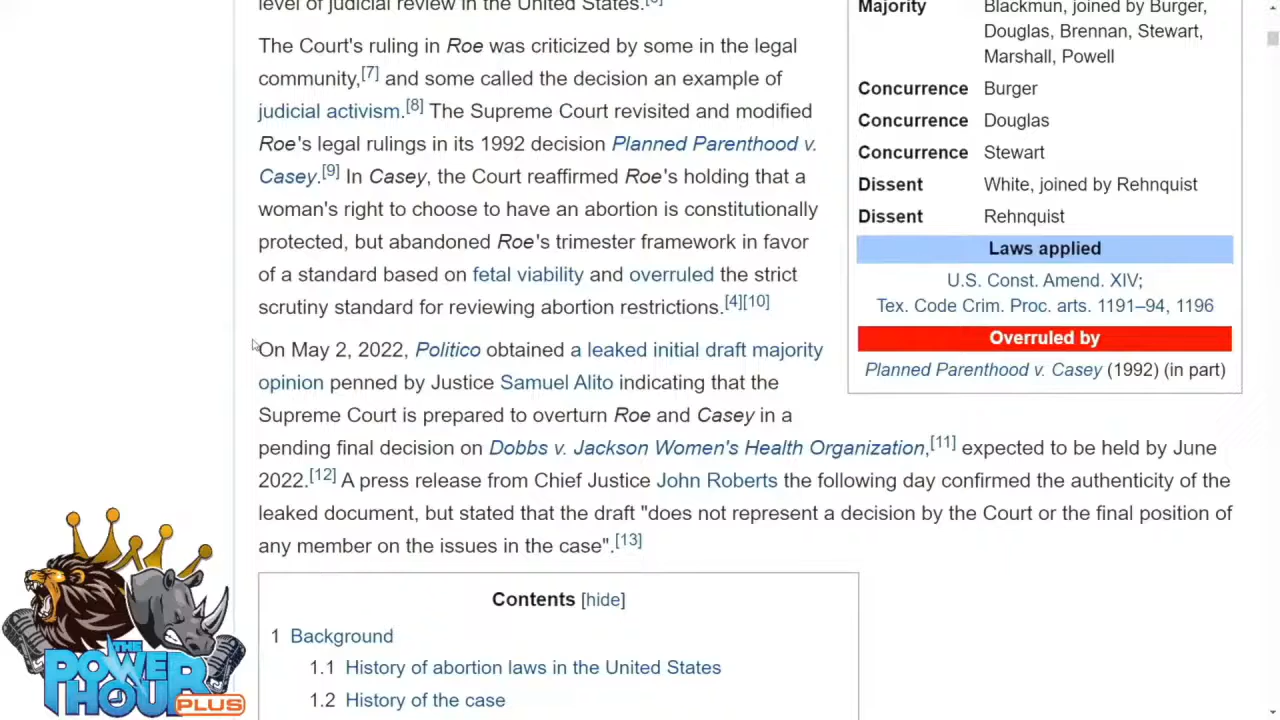 level of judicial review in the United States.[6]
The Court's ruling in Roe was criticized by some in the legal
community,[7] and some called the decision an example of
judicial activism.[8] The Supreme Court revisited and modified
Roe's legal rulings in its 1992 decision Planned Parenthood v.
Casey.[9] In Casey, the Court reaffirmed Roe's holding that a
woman's right to choose to have an abortion is constitutionally
protected, but abandoned Roe's trimester framework in favor
of a standard based on fetal viability and overruled the strict
scrutiny standard for reviewing abortion restrictions.[4][10]
On May 2, 2022, Politico obtained a leaked initial draft majority
opinion penned by Justice Samuel Alito indicating that the
Supreme Court is prepared to overturn Roe and Casey in a
pending final decision on Dobbs v. Jackson Women's Health Organization,[11] expected to be held by June
2022.[12] A press release from Chief Justice John Roberts the following day confirmed the authenticity of the
leaked document, but stated that the draft "does not represent a decision by the Court or the final position of
any member on the issues in the case".[13]
Majority Blackmun, joined by Burger,
Douglas, Brennan, Stewart,
Marshall, Powell
Concurrence Burger
Concurrence Douglas
Concurrence Stewart
Dissent White, joined by Rehnquist
Dissent Rehnquist
Laws applied
U.S. Const. Amend. XIV;
Tex. Code Crim. Proc. arts. 1191–94, 1196
Overruled by
Planned Parenthood v. Casey (1992) (in part)
Contents [hide]
1 Background
1.1 History of abortion laws in the United States
1.2 History of the case
THE
POWER
HOUR
PLUS